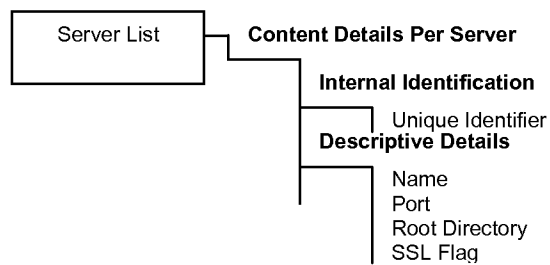 Server List
Content Details Per Server
Internal Identification
Unique Identifier
Descriptive Details
Name
Port
Root Directory
SSL Flag